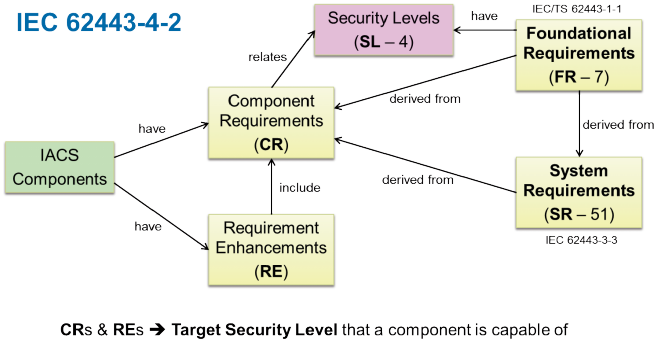 IEC 62443-4-2
Security Levels
(SL – 4)
have
IEC/TS 62443-1-1
Foundational
Requirements
(FR – 7)
relates
derived from
Component
Requirements
(CR)
derived from
have
IACS
Components
derived from
System
Requirements
(SR – 51)
IEC 62443-3-3
include
have
Requirement
Enhancements
(RE)
CRs & REs ➔ Target Security Level that a component is capable of